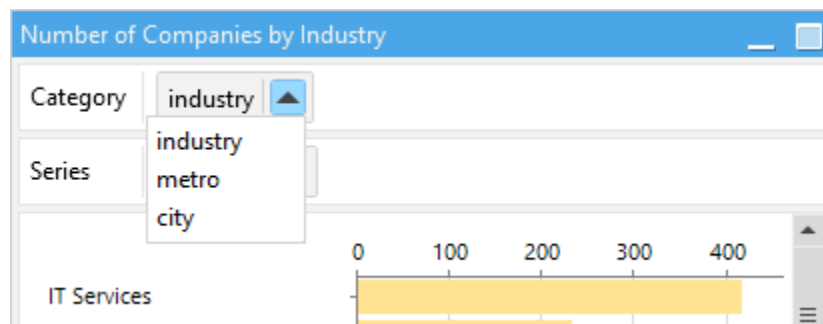 Number of Companies by Industry
Category industry
industry
Series
metro
city
0 100 200 300 400
IT Services